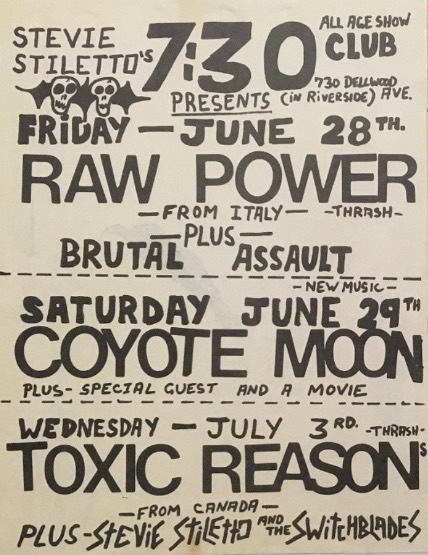 STEVIE STILETTO'S 7:30 CLUB
ALL AGE SHOW
730 DELLWOOD AVE.
PRESENTS (IN RIVERSIDE)
FRIDAY — JUNE 28TH.
RAW POWER
—FROM ITALY— -THRASH-
—PLUS—
BRUTAL ASSAULT
-NEW MUSIC-
SATURDAY JUNE 29TH
COYOTE MOON
PLUS- SPECIAL GUEST AND A MOVIE
WEDNESDAY — JULY 3RD. -THRASH-
TOXIC REASONS
—FROM CANADA—
PLUS-STEVIE STILETTO AND THE SWITCHBLADES